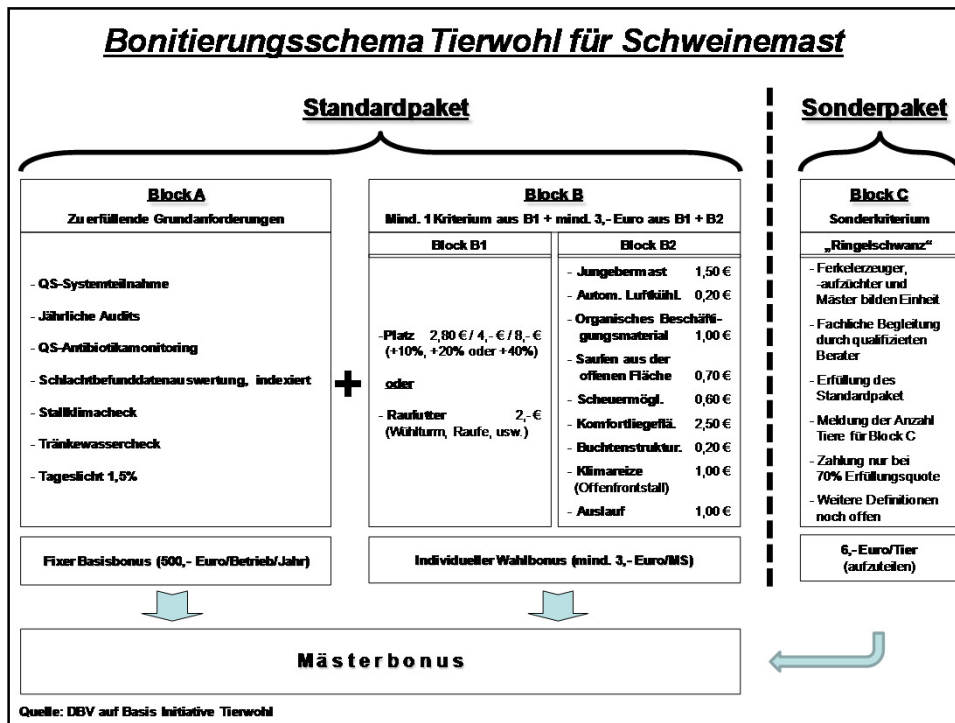 Bonitierungsschema Tierwohl für Schweinemast
Standardpaket
Sonderpaket
Block A
Zu erfüllende Grundanforderungen
- QS-Systemteilnahme
- Jährliche Audits
- QS-Antibiotikamonitoring
- Schlachtbefunddatenauswertung, indexiert
- Stallklimacheck
- Tränkewassercheck
- Tageslicht 1,5%
Fixer Basisbonus (500,- Euro/Betrieb/Jahr)
+
Block B
Mind. 1 Kriterium aus B1 + mind. 3,- Euro aus B1 + B2
Block B1
-Platz 2,80 € / 4,- € / 8,- €
(+10%, +20% oder +40%)
oder
- Raufutter 2,- €
(Wühlturm, Raufe, usw.)
Block B2
- Jungebermast 1,50 €
- Autom. Luftkühl. 0,20 €
- Organisches Beschäfti-
gungsmaterial 1,00 €
- Saufen aus der
offenen Fläche 0,70 €
- Scheuermögl. 0,60 €
- Komfortliegeflä. 2,50 €
- Buchtenstruktur. 0,20 €
- Klimareize 1,00 €
(Offenfrontstall)
- Auslauf 1,00 €
Individueller Wahlbonus (mind. 3,- Euro/MS)
Block C
Sonderkriterium
„Ringelschwanz“
- Ferkelerzeuger,
-aufzüchter und
Mäster bilden Einheit
- Fachliche Begleitung
durch qualifizierten
Berater
- Erfüllung des
Standardpaket
- Meldung der Anzahl
Tiere für Block C
- Zahlung nur bei
70% Erfüllungsquote
- Weitere Definitionen
noch offen
6,- Euro/Tier
(aufzuteilen)
Mästerbonus
Quelle: DBV auf Basis Initiative Tierwohl